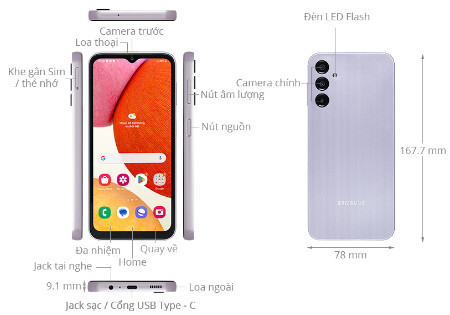 Camera trước
Loa thoại
Đèn LED Flash
Khe gắn Sim
/ thẻ nhớ
Nút âm lượng
Nút nguồn
Camera chính
167.7 mm
SAMSUNG
78 mm
Đa nhiệm
Quay về
Home
Jack tai nghe
9.1 mm
Loa ngoài
Jack sạc / Cổng USB Type - C